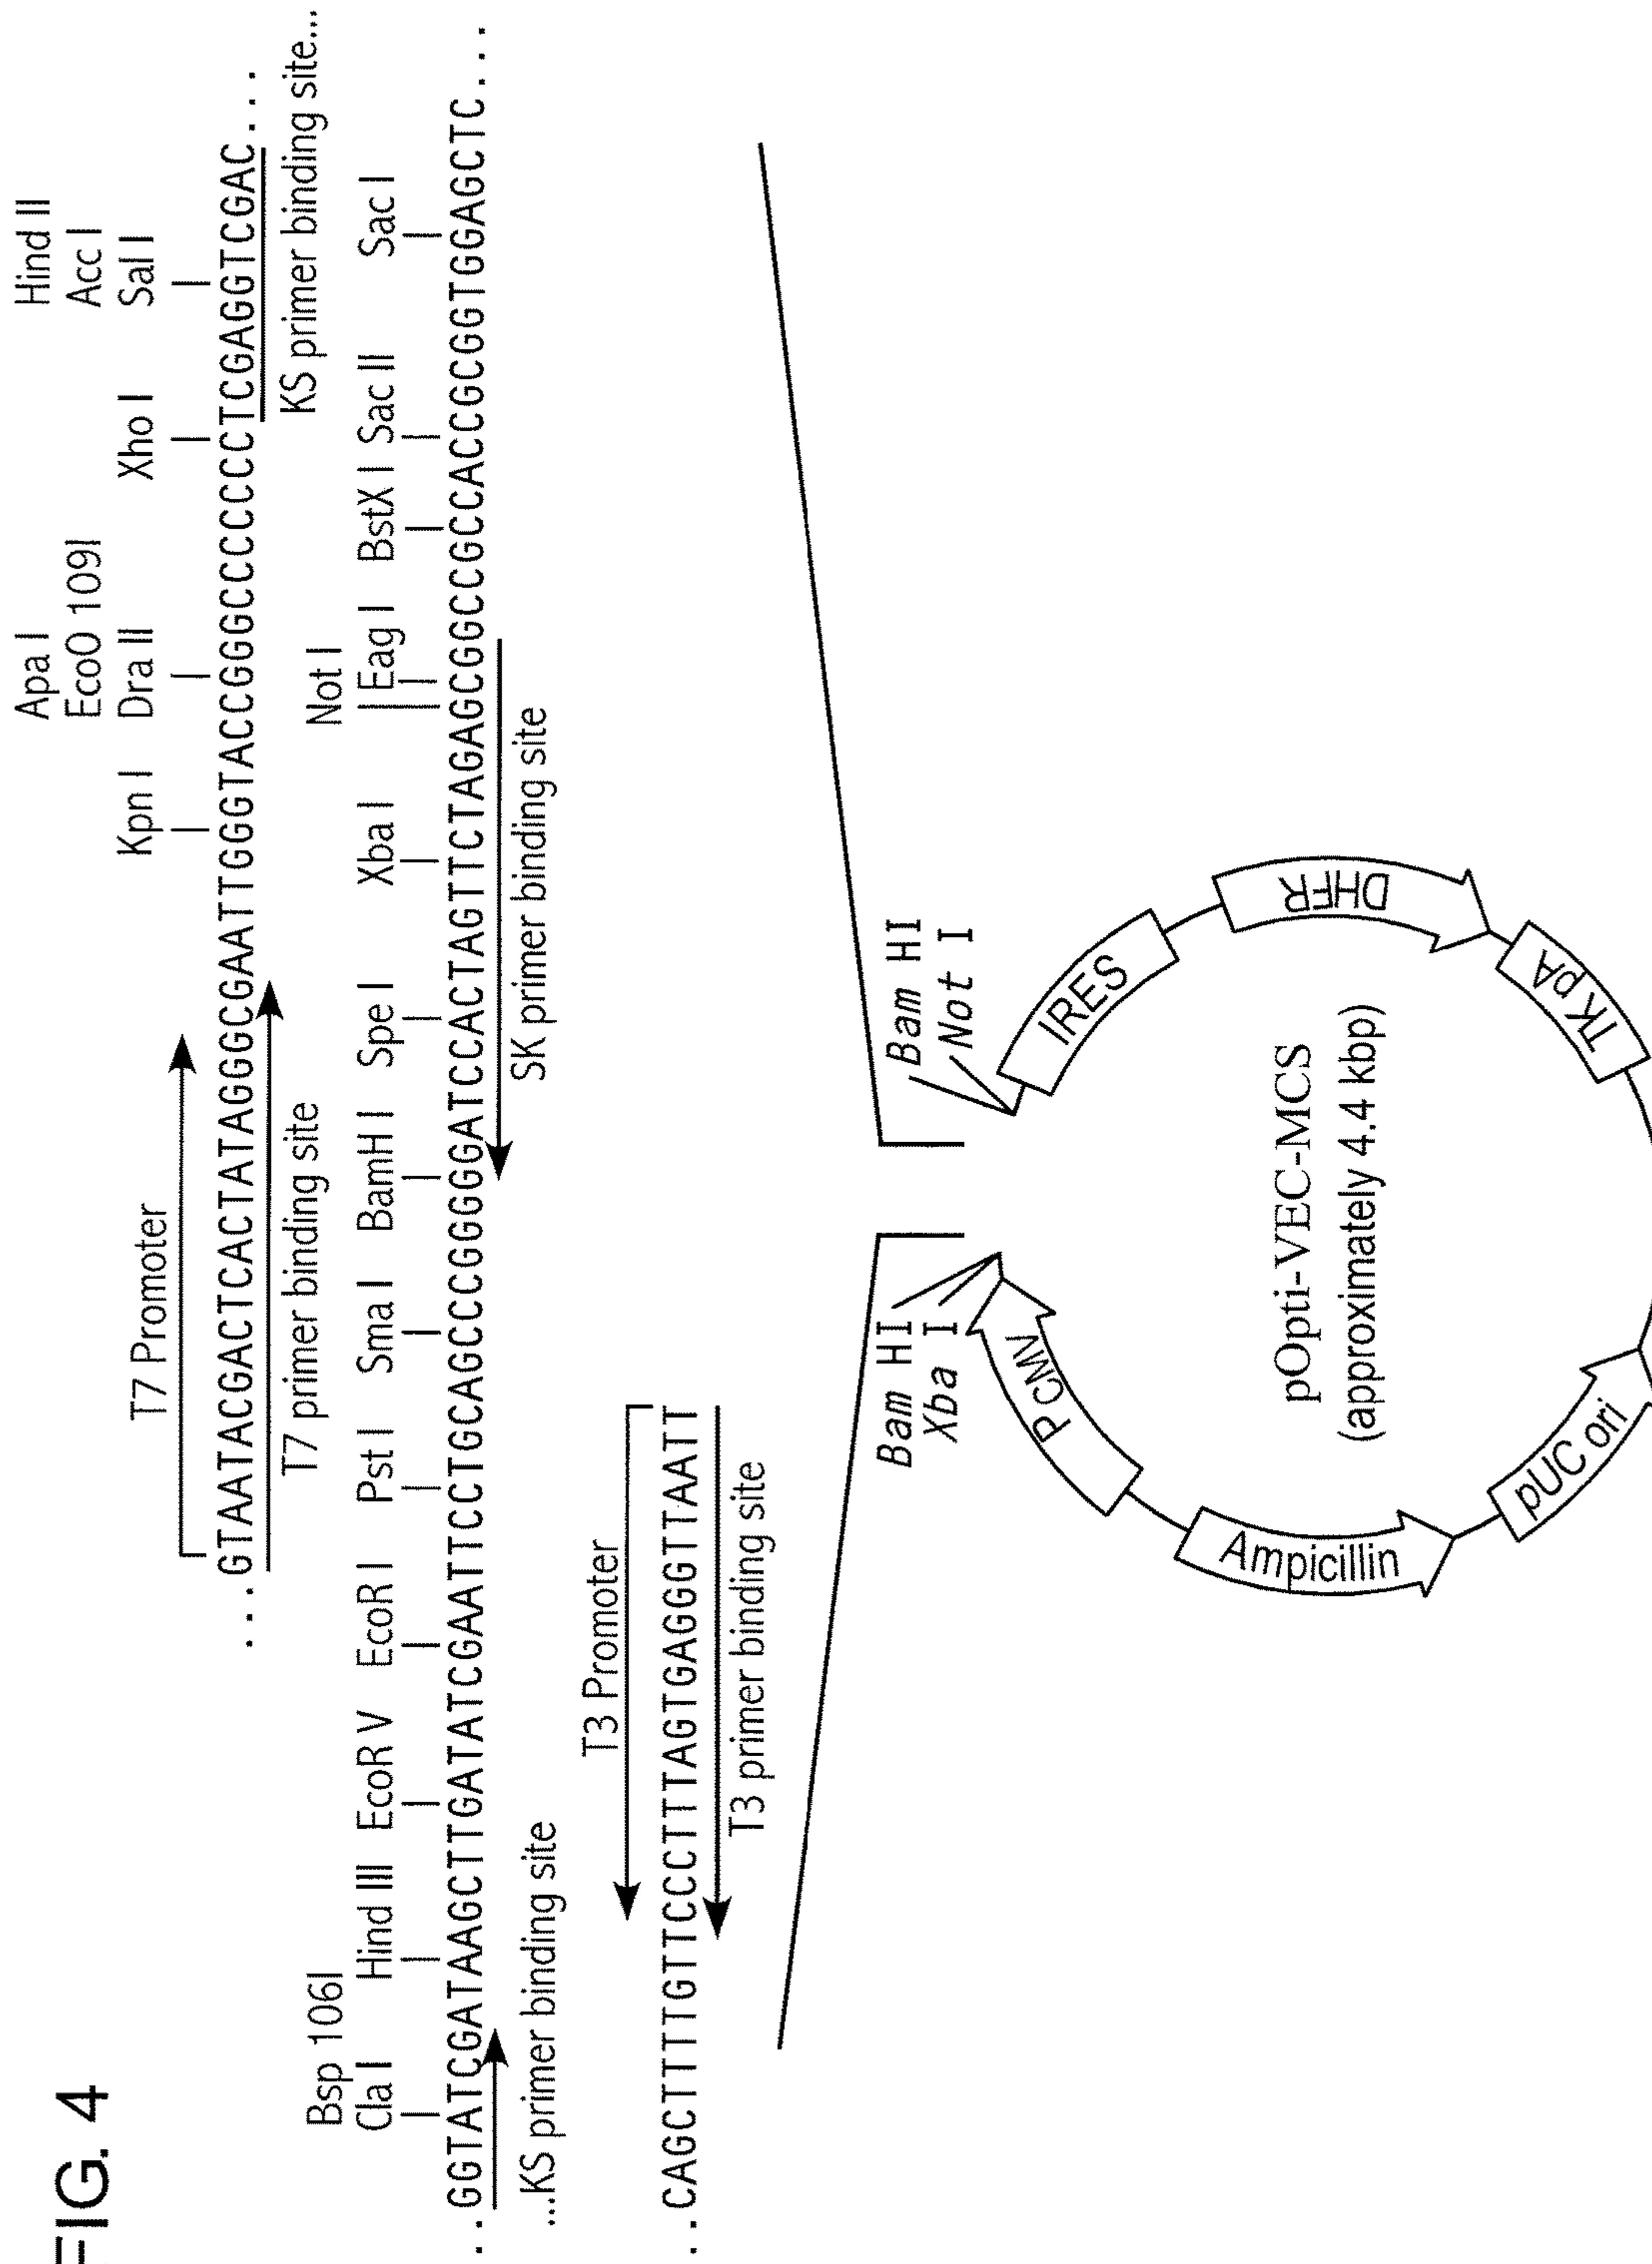 FIG. 4
T7 Promoter
Apa I
EcoO 109I
Hind II
Acc I
Kpn I Dra II Xho I Sal I
...GTAATACGACTCACTATAGGGCGAATTGGGTACCGGGCCCCCCCTCGAGGTCGAC...
T7 primer binding site KS primer binding site...
Bsp 106I Not I
Cla I Hind III EcoR V EcoR I Pst I Sma I BamH I Spe I Xba I Eag I BstX I Sac II Sac I
..GGTATCGATAAGCTTGATATCGAATTCCTGCAGCCCGGGGGATCCACTAGTTCTAGAGCGGCCGCCACCGCGGTGGAGCTC...
...KS primer binding site SK primer binding site
T3 Promoter
..CAGCTTTTGTTCCCTTTAGTGAGGGTTAATT
T3 primer binding site
Bam HI
Xba I
Bam HI
Not I
P CMV
IRES
Ampicillin
DHFR
pOpti-VEC-MCS
(approximately 4.4 kbp)
pUC ori
TK pA